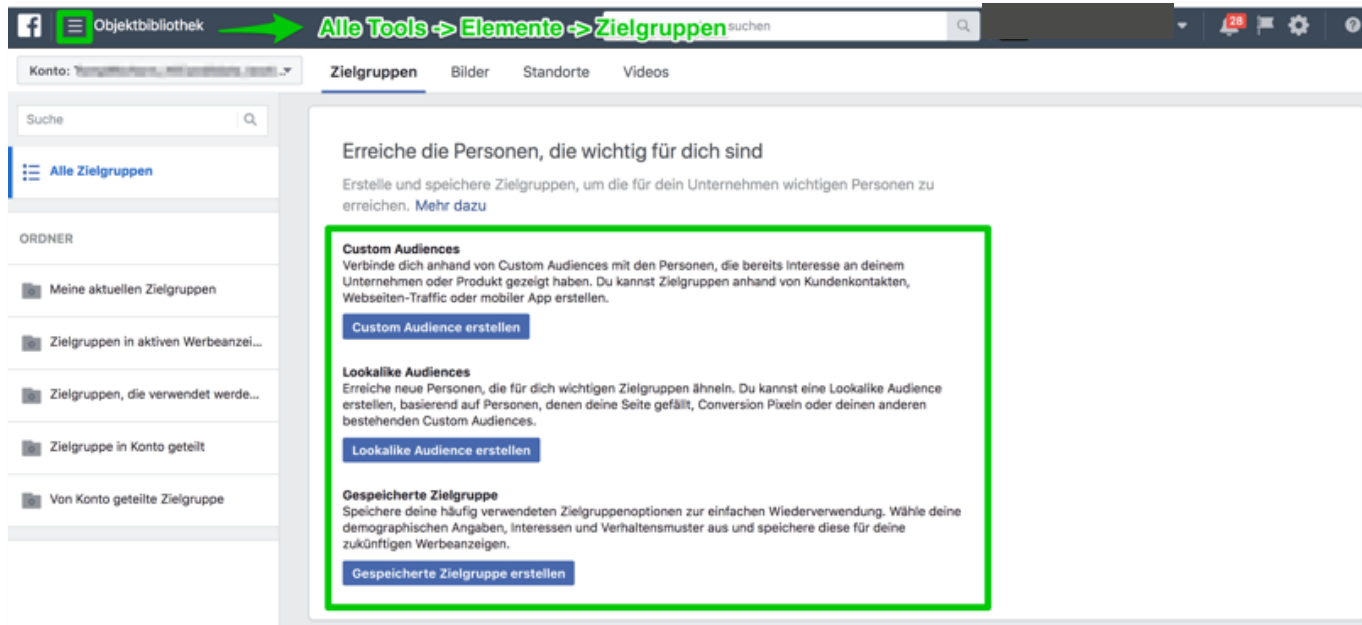 f
Objektbibliothek
Alle Tools -> Elemente -> Zielgruppen
suchen
28
?
Konto:
Zielgruppen
Bilder
Standorte
Videos
Suche
Alle Zielgruppen
ORDNER
Meine aktuellen Zielgruppen
Zielgruppen in aktiven Werbeanzei...
Zielgruppen, die verwendet werde...
Zielgruppe in Konto geteilt
Von Konto geteilte Zielgruppe
Erreiche die Personen, die wichtig für dich sind
Erstelle und speichere Zielgruppen, um die für dein Unternehmen wichtigen Personen zu
erreichen. Mehr dazu
Custom Audiences
Verbinde dich anhand von Custom Audiences mit den Personen, die bereits Interesse an deinem
Unternehmen oder Produkt gezeigt haben. Du kannst Zielgruppen anhand von Kundenkontakten,
Webseiten-Traffic oder mobiler App erstellen.
Custom Audience erstellen
Lookalike Audiences
Erreiche neue Personen, die für dich wichtigen Zielgruppen ähneln. Du kannst eine Lookalike Audience
erstellen, basierend auf Personen, denen deine Seite gefällt, Conversion Pixeln oder deinen anderen
bestehenden Custom Audiences.
Lookalike Audience erstellen
Gespeicherte Zielgruppe
Speichere deine häufig verwendeten Zielgruppenoptionen zur einfachen Wiederverwendung. Wähle deine
demographischen Angaben, Interessen und Verhaltensmuster aus und speichere diese für deine
zukünftigen Werbeanzeigen.
Gespeicherte Zielgruppe erstellen